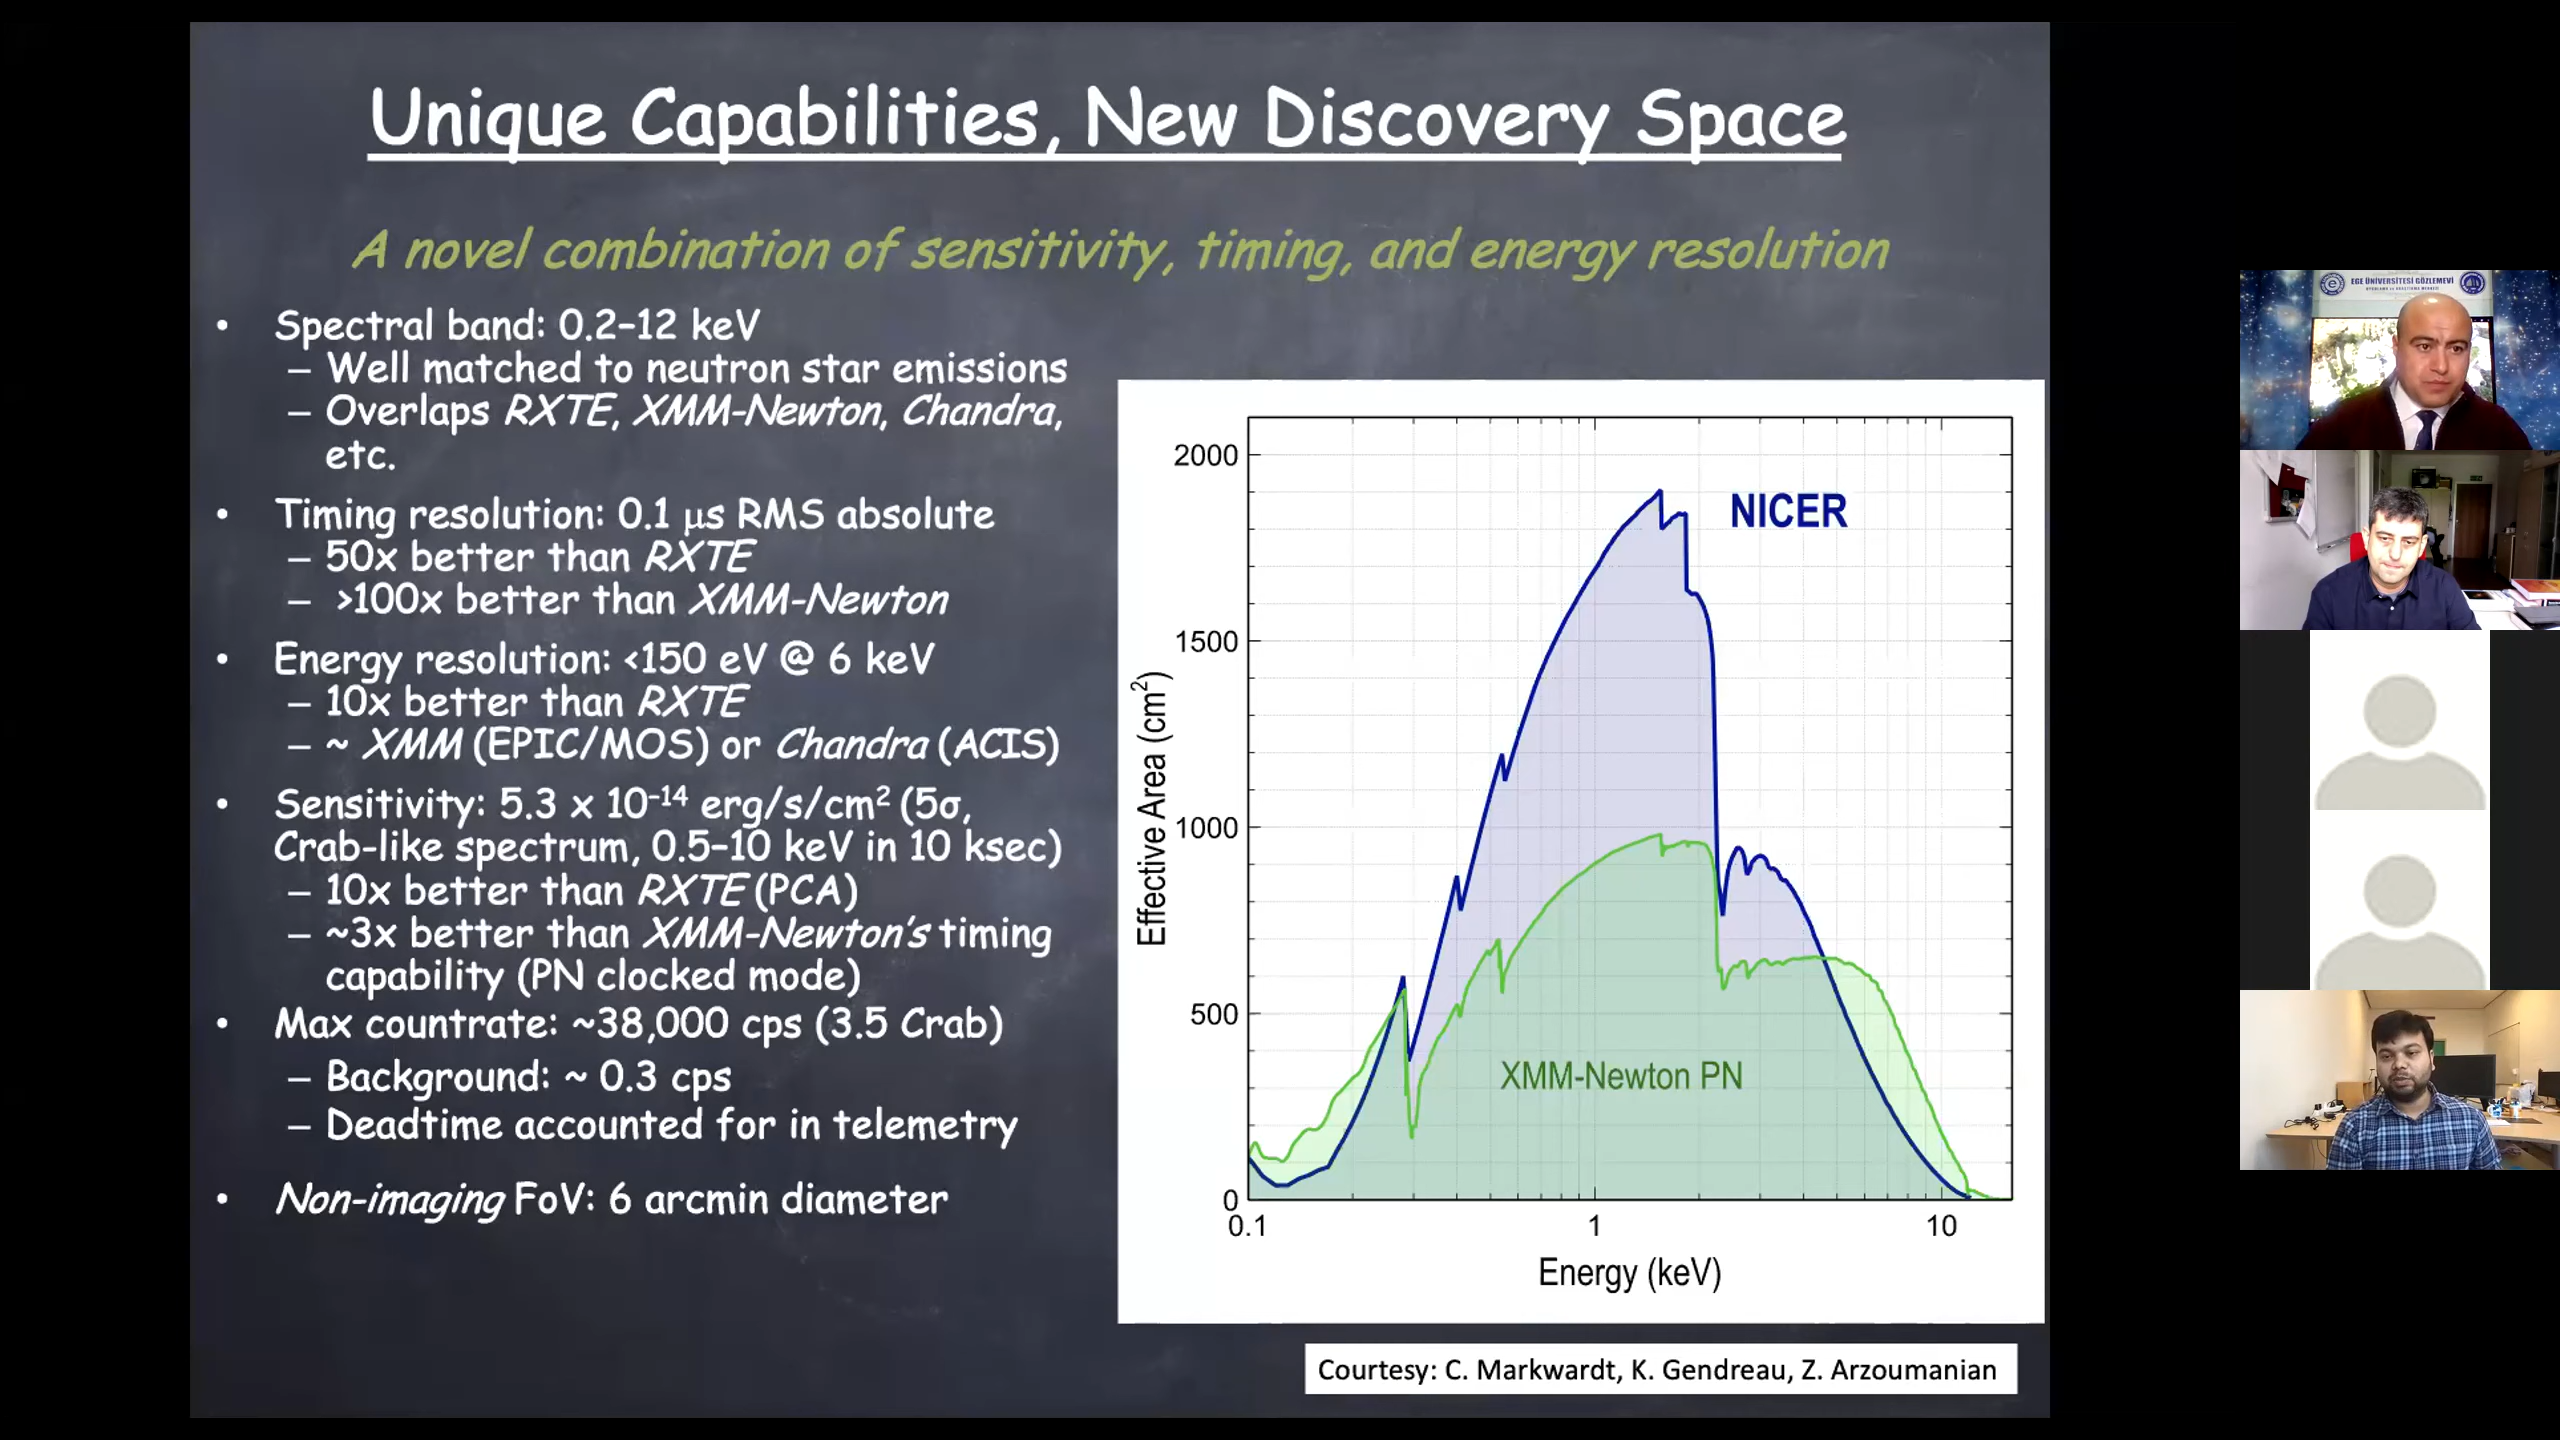 Unique Capabilities, New Discovery Space
A novel combination of sensitivity, timing, and energy resolution
• Spectral band: 0.2–12 keV
– Well matched to neutron star emissions
– Overlaps RXTE, XMM-Newton, Chandra,
etc.
• Timing resolution: 0.1 μs RMS absolute
– 50x better than RXTE
– >100x better than XMM-Newton
• Energy resolution: <150 eV @ 6 keV
– 10x better than RXTE
– ~ XMM (EPIC/MOS) or Chandra (ACIS)
• Sensitivity: 5.3 x 10⁻¹⁴ erg/s/cm² (5σ,
Crab-like spectrum, 0.5–10 keV in 10 ksec)
– 10x better than RXTE (PCA)
– ~3x better than XMM-Newton's timing
capability (PN clocked mode)
• Max countrate: ~38,000 cps (3.5 Crab)
– Background: ~ 0.3 cps
– Deadtime accounted for in telemetry
• Non-imaging FoV: 6 arcmin diameter
2000
1500
1000
500
0
Effective Area (cm²)
NICER
XMM-Newton PN
0.1 1 10
Energy (keV)
Courtesy: C. Markwardt, K. Gendreau, Z. Arzoumanian
EGE ÜNİVERSİTESİ GÖZLEMEVİ